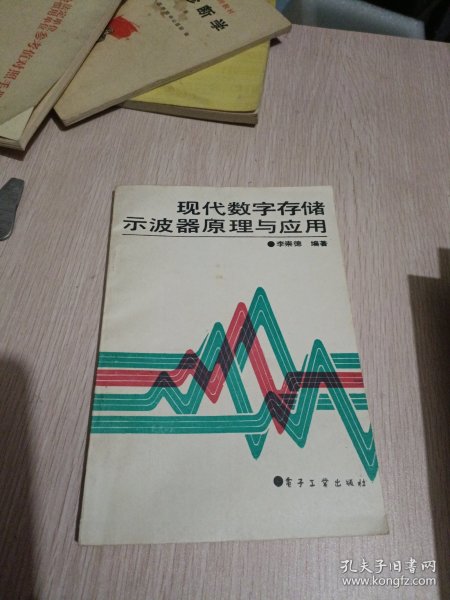 现代数字存储
示波器原理与应用
●李崇德 编著
●电子工业出版社
孔夫子旧书网
www.kongfz.com